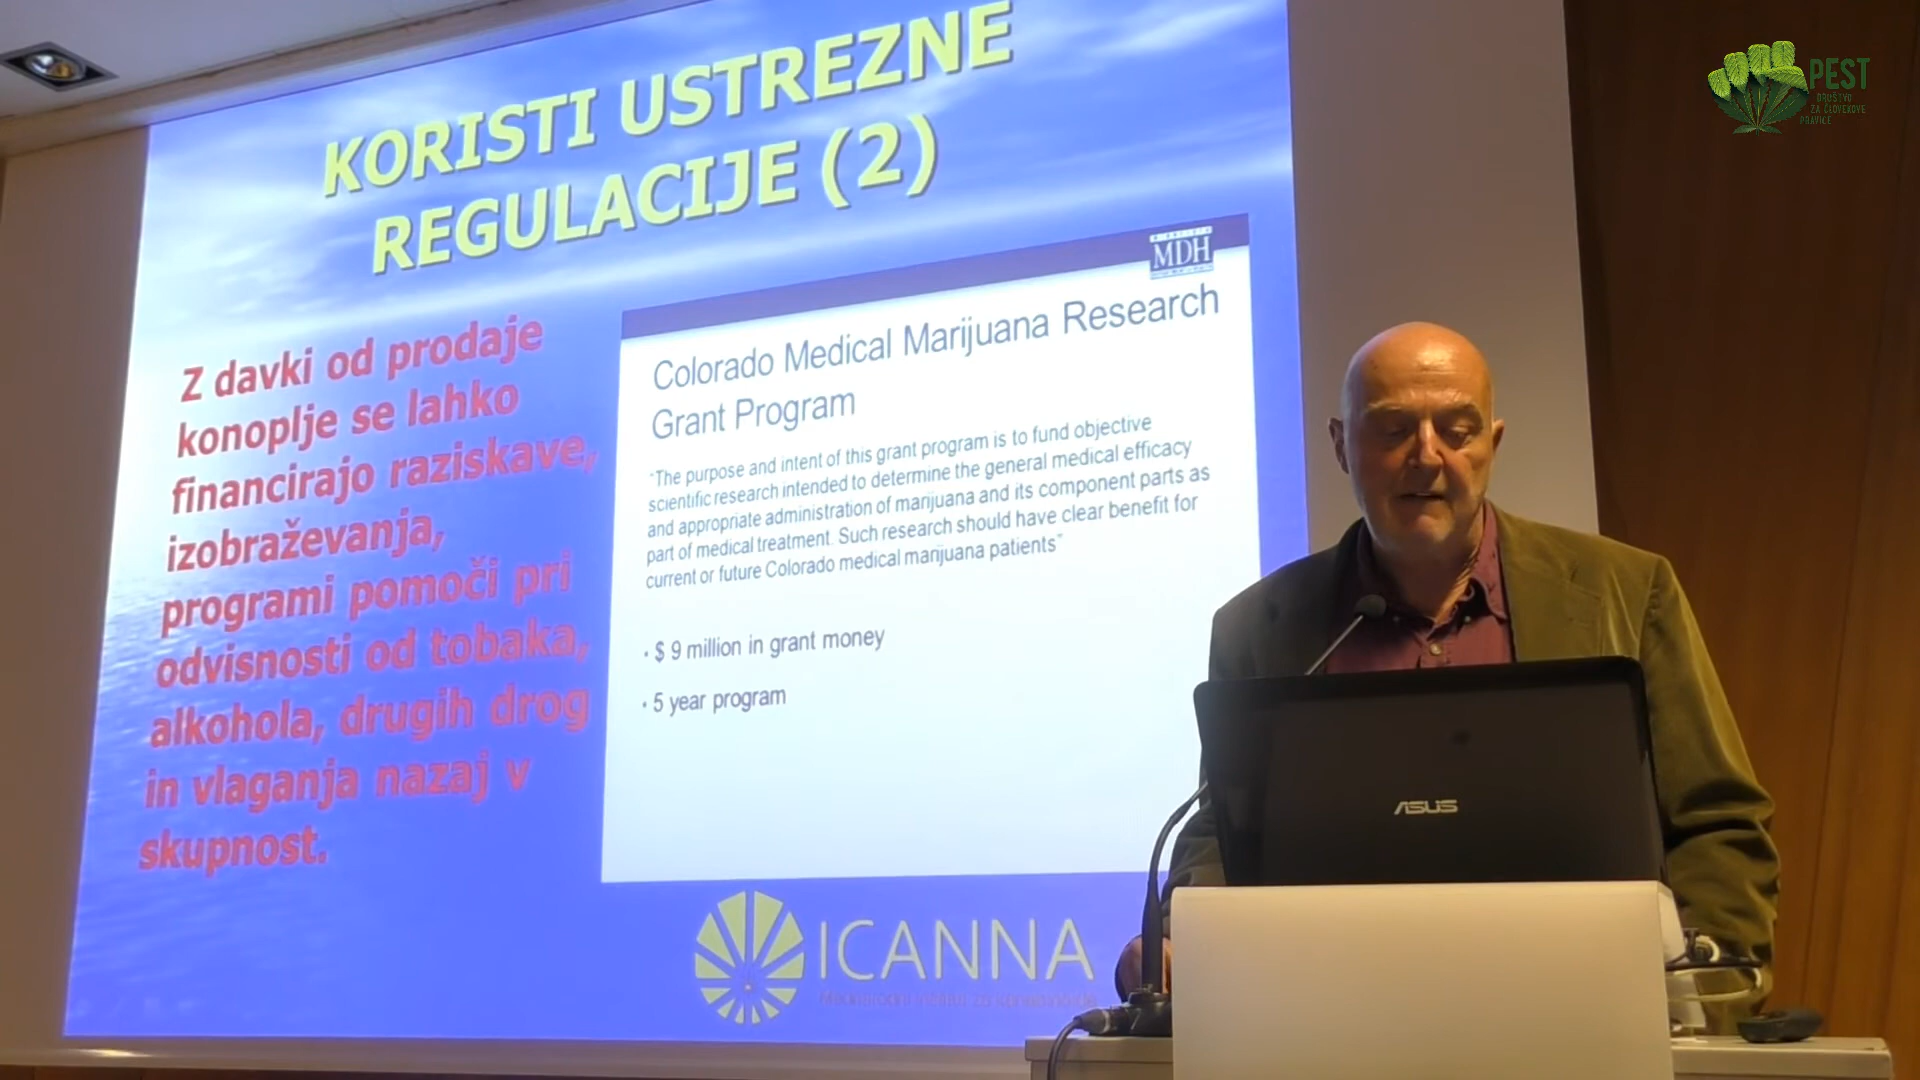 KORISTI USTREZNE
REGULACIJE (2)
Z davki od prodaje
konoplje se lahko
financirajo raziskave,
izobraževanja,
programi pomoči pri
odvisnosti od tobaka,
alkohola, drugih drog
in vlaganja nazaj v
skupnost.
MDH
Colorado Medical Marijuana Research
Grant Program
"The purpose and intent of this grant program is to fund objective
scientific research intended to determine the general medical efficacy
and appropriate administration of marijuana and its component parts as
part of medical treatment. Such research should have clear benefit for
current or future Colorado medical marijuana patients"
• $ 9 million in grant money
• 5 year program
ICANNA
ASUS
PEST
DRUŠTVO
ZA ČLOVEKOVE
PRAVICE